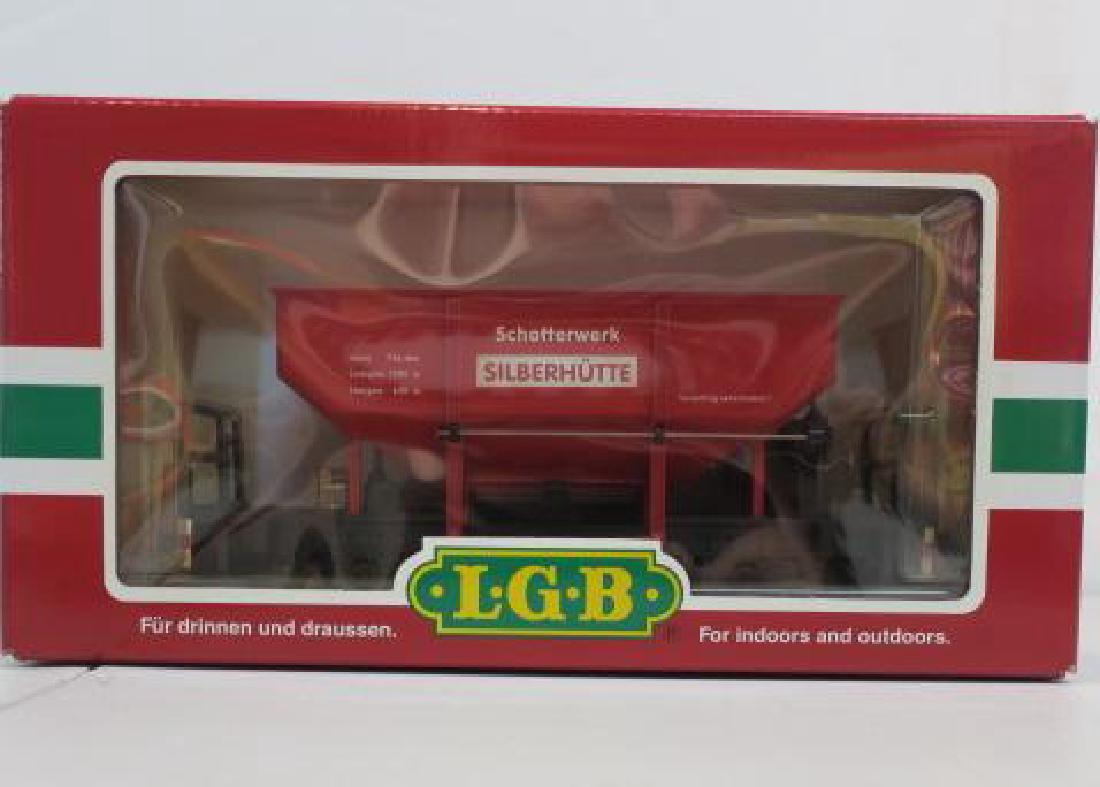 Schotterwerk
SILBERHÜTTE
L·G·B
Für drinnen und draussen.
For indoors and outdoors.